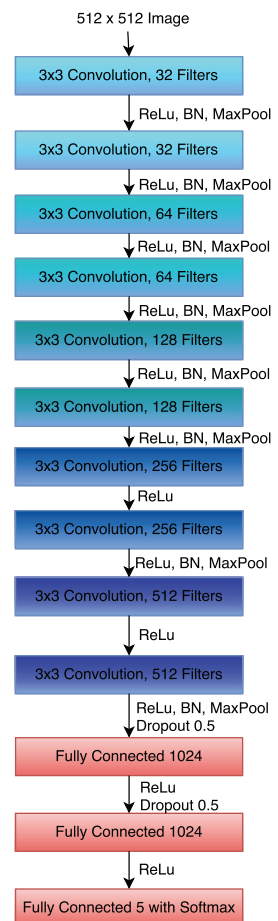 512 x 512 Image
3x3 Convolution, 32 Filters
ReLu, BN, MaxPool
3x3 Convolution, 32 Filters
ReLu, BN, MaxPool
3x3 Convolution, 64 Filters
ReLu, BN, MaxPool
3x3 Convolution, 64 Filters
ReLu, BN, MaxPool
3x3 Convolution, 128 Filters
ReLu, BN, MaxPool
3x3 Convolution, 128 Filters
ReLu, BN, MaxPool
3x3 Convolution, 256 Filters
ReLu
3x3 Convolution, 256 Filters
ReLu, BN, MaxPool
3x3 Convolution, 512 Filters
ReLu
3x3 Convolution, 512 Filters
ReLu, BN, MaxPool
Dropout 0.5
Fully Connected 1024
ReLu
Dropout 0.5
Fully Connected 1024
ReLu
Fully Connected 5 with Softmax